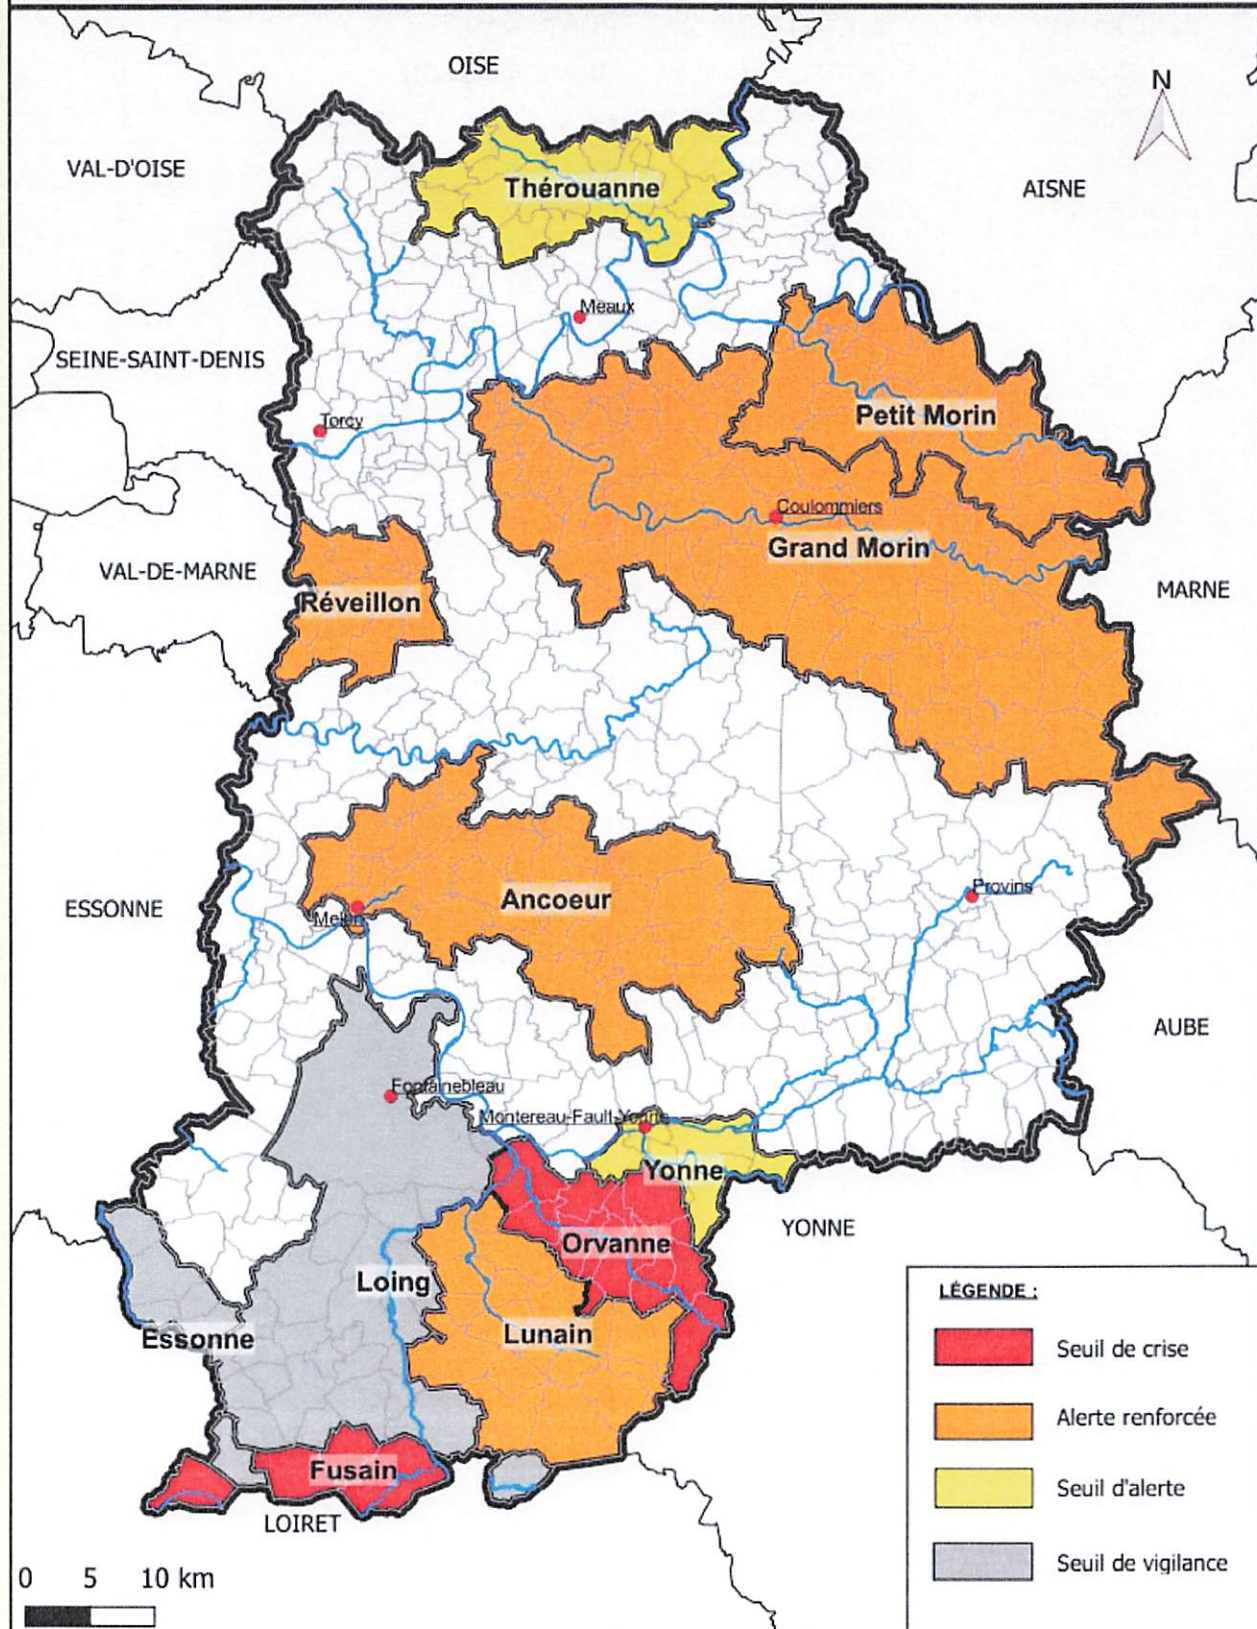 OISE
N
VAL-D'OISE
Thérouanne
AISNE
Meaux
SEINE-SAINT-DENIS
Torcy
Petit Morin
Coulommiers
Grand Morin
VAL-DE-MARNE
Réveillon
MARNE
ESSONNE
Ancoeur
Provins
Melun
AUBE
Fontainebleau
Montereau-Fault-Yonne
Yonne
YONNE
Orvanne
Loing
Lunain
Essonne
Fusain
LOIRET
LÉGENDE :
Seuil de crise
Alerte renforcée
Seuil d'alerte
Seuil de vigilance
0 5 10 km